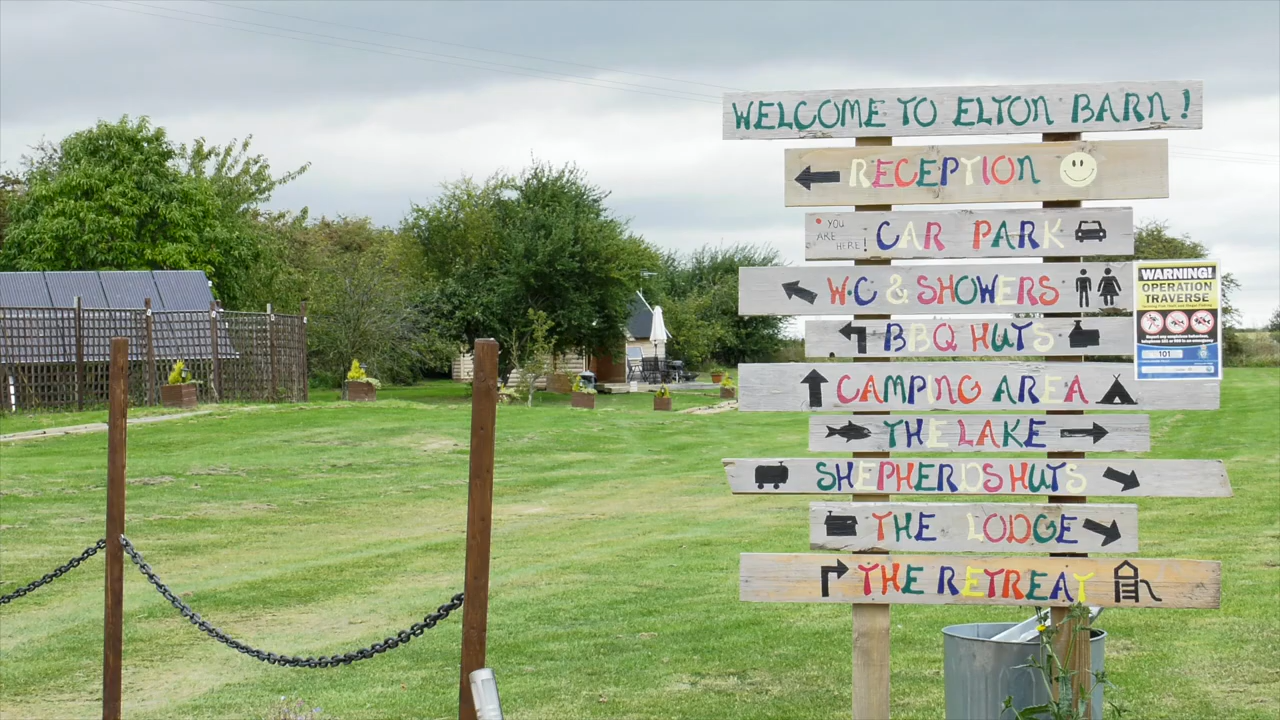 WELCOME TO ELTON BARN!
RECEPTION
YOU
ARE HERE!
CAR PARK
W.C & SHOWERS
WARNING!
OPERATION
TRAVERSE
BBQ HUTS
101
CAMPING AREA
THE LAKE
SHEPHERDS HUTS
THE LODGE
THE RETREAT